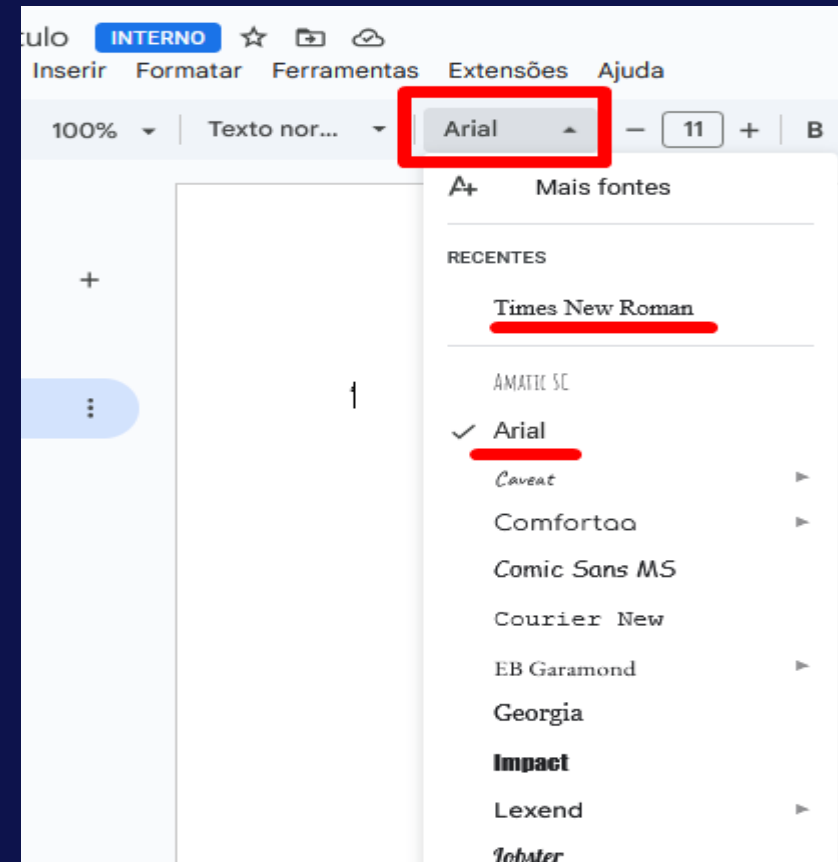 INTERNO
Inserir Formatar Ferramentas Extensões Ajuda
100% Texto nor... Arial − 11 + B
A+ Mais fontes
RECENTES
Times New Roman
AMATIC SC
Arial
Caveat
Comfortaa
Comic Sans MS
Courier New
EB Garamond
Georgia
Impact
Lexend
Lobster